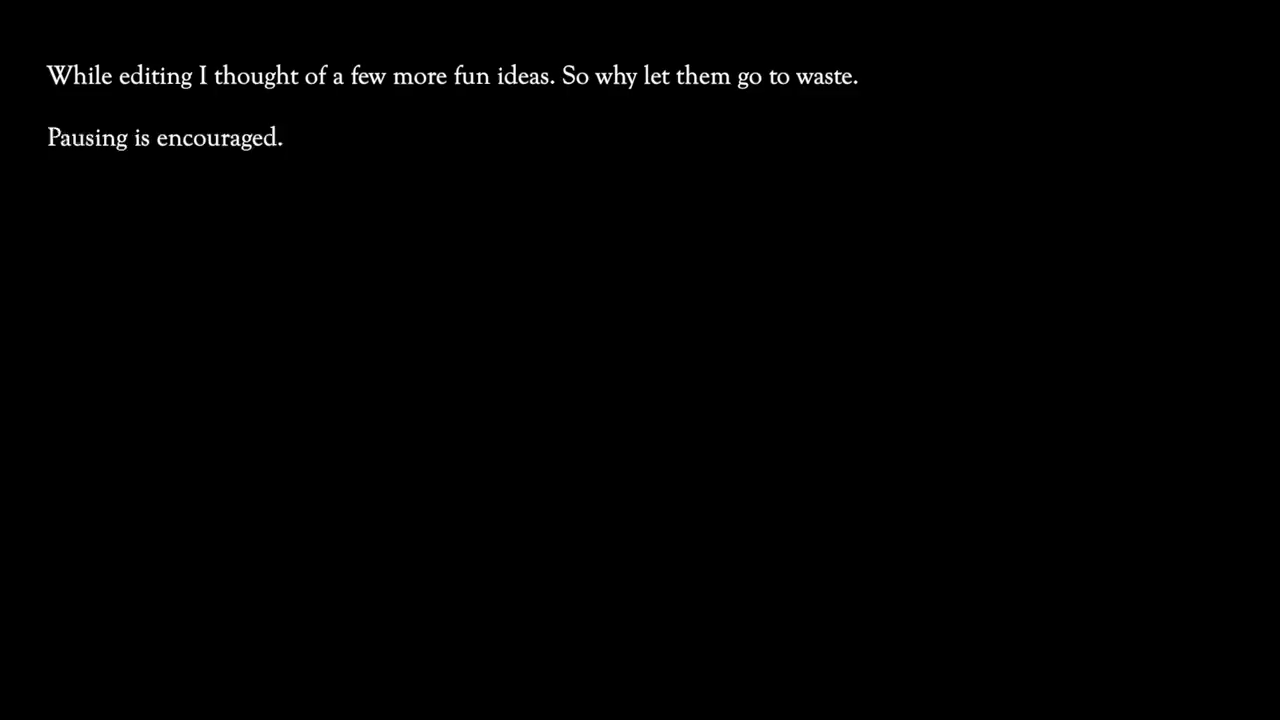 While editing I thought of a few more fun ideas. So why let them go to waste.
Pausing is encouraged.